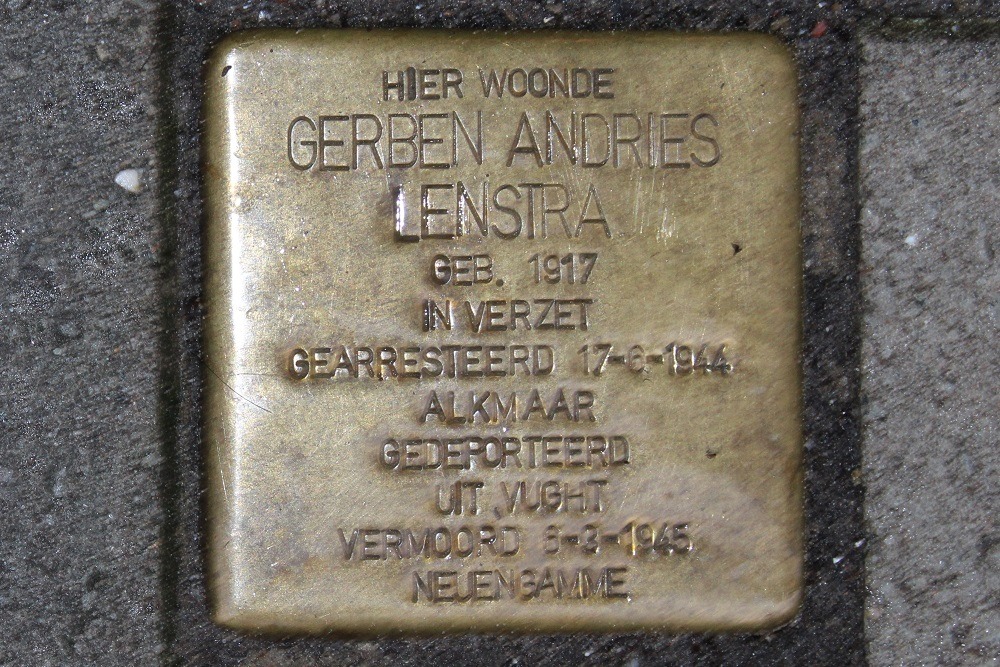 HIER WOONDE
GERBEN ANDRIES
LENSTRA
GEB. 1917
IN VERZET
GEARRESTEERD 17-6-1944
ALKMAAR
GEDEPORTEERD
UIT VUGHT
VERMOORD 6-3-1945
NEUENGAMME